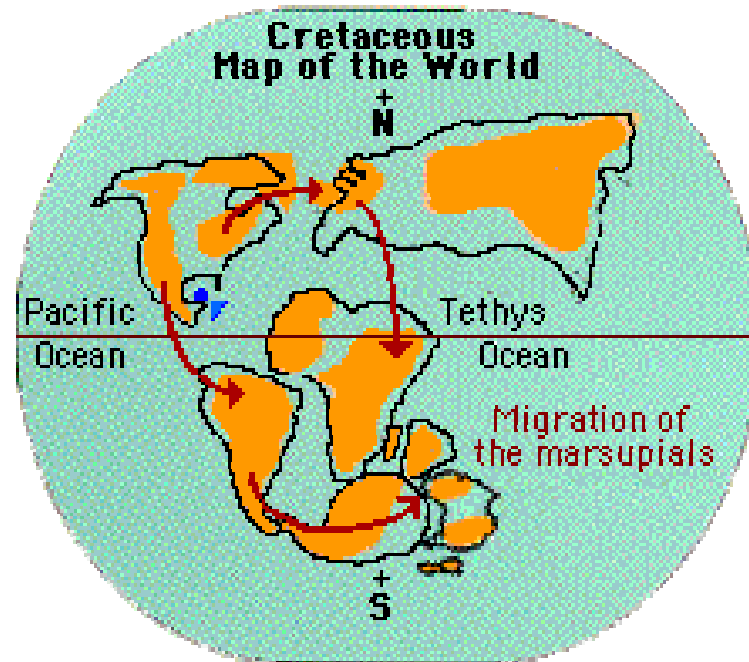 Cretaceous
Map of the World
+
N
Pacific
Ocean
Tethys
Ocean
Migration of
the marsupials
+
S